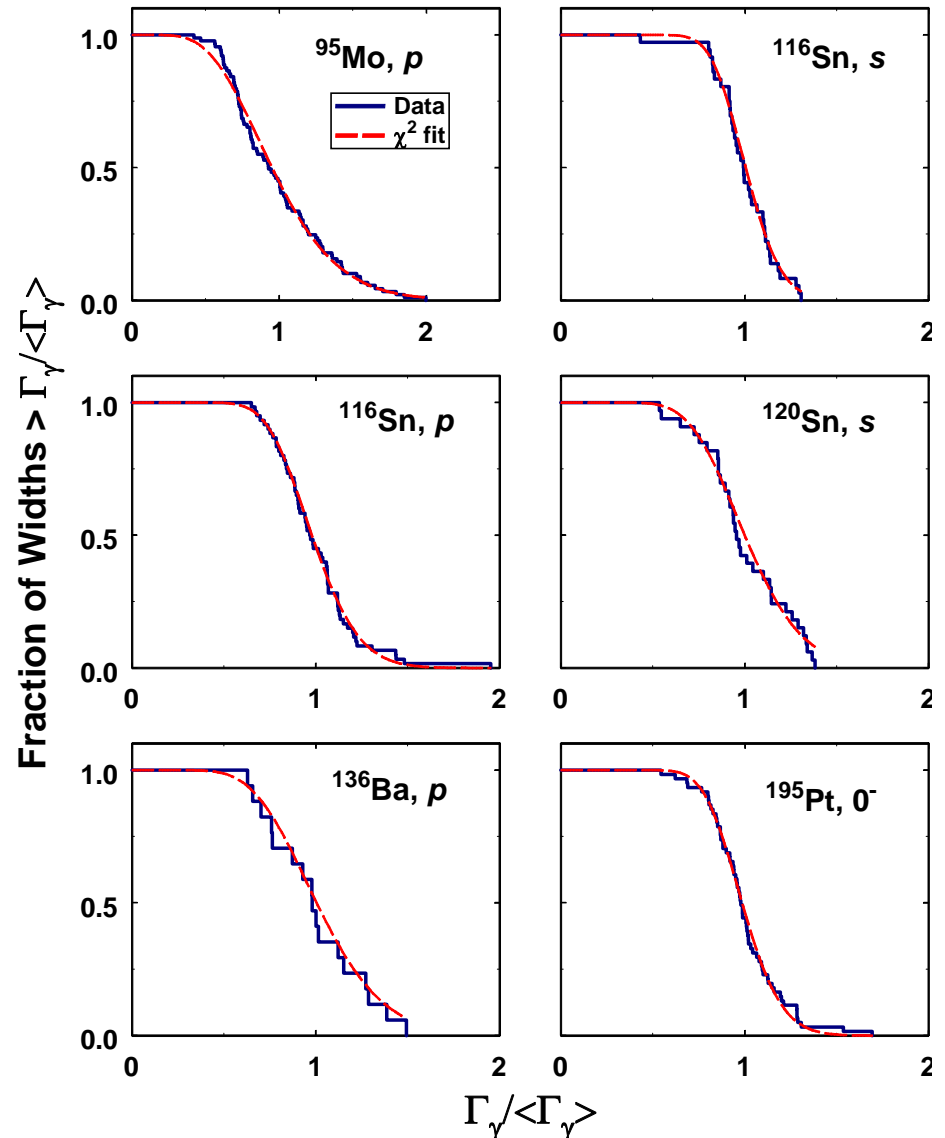 Fraction of Widths > Γγ/<Γγ>
1.0
0.5
0.0
0 1 2
95Mo, p
Data
χ2 fit
0 1 2
116Sn, s
1.0
0.5
0.0
0 1 2
116Sn, p
0 1 2
120Sn, s
1.0
0.5
0.0
0 1 2
136Ba, p
0 1 2
195Pt, 0-
Γγ/<Γγ>